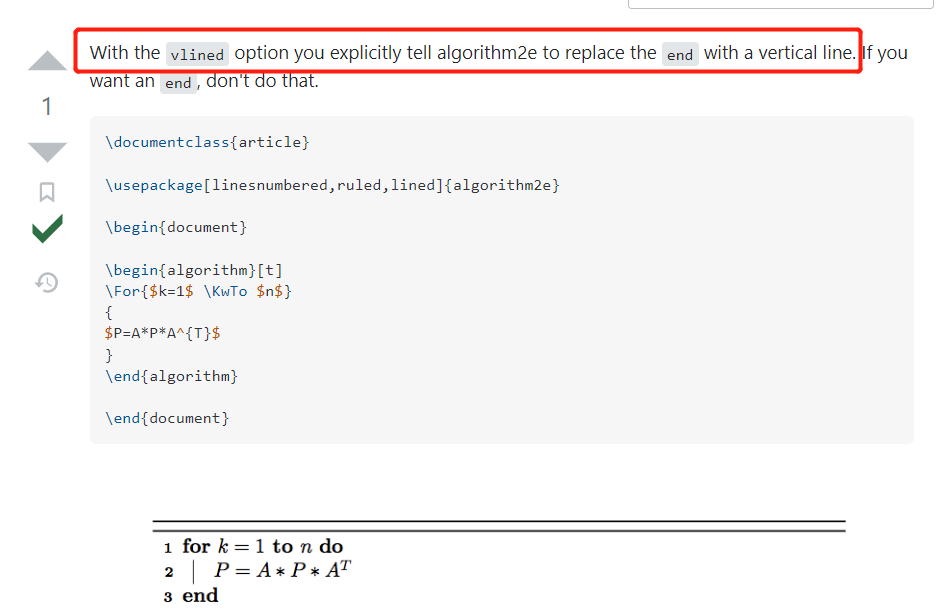 With the vlined option you explicitly tell algorithm2e to replace the end with a vertical line. If you
want an end, don't do that.
1
\documentclass{article}
\usepackage[linesnumbered,ruled,lined]{algorithm2e}
\begin{document}
\begin{algorithm}[t]
\For{$k=1$ \KwTo $n$}
{
$P=A*P*A^{T}$
}
\end{algorithm}
\end{document}
1 for k = 1 to n do
2 P = A * P * A^T
3 end